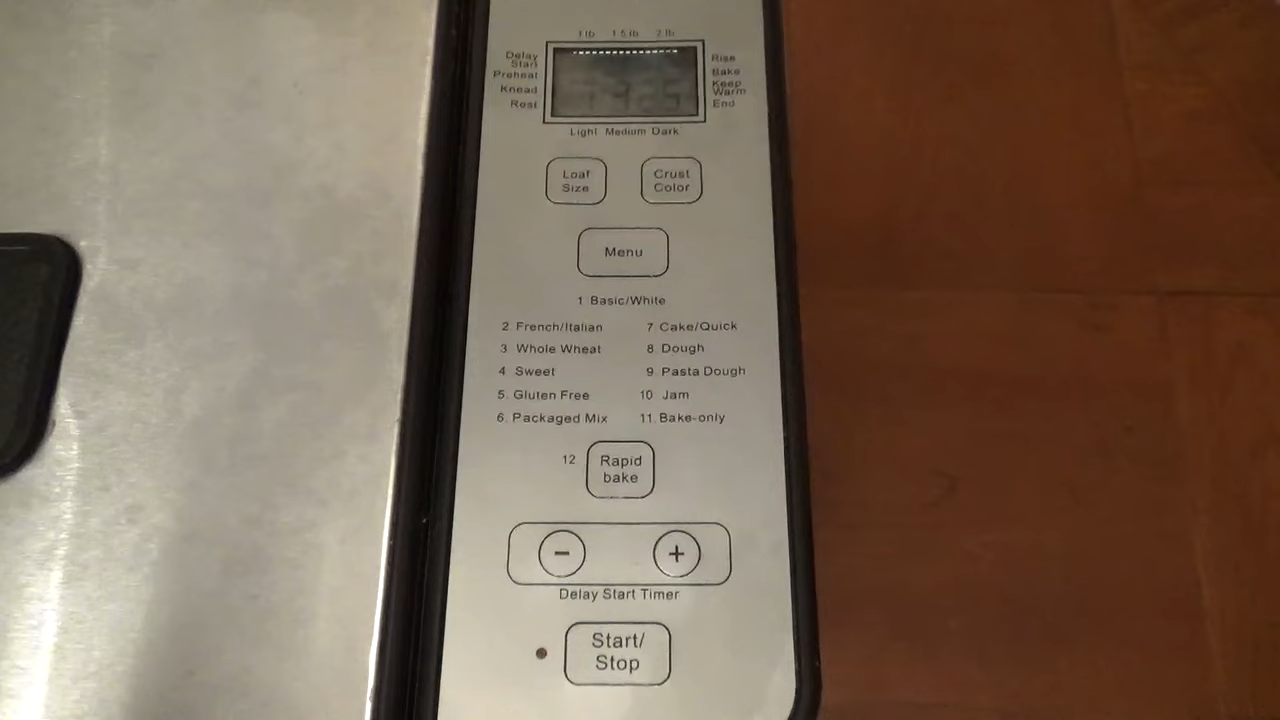 1 lb 1.5 lb 2 lb
Delay
Start
Preheat
Knead
Rest
Rise
Bake
Keep
Warm
End
Light Medium Dark
Loaf
Size
Crust
Color
Menu
1 Basic/White
2 French/Italian
3 Whole Wheat
4 Sweet
5. Gluten Free
6. Packaged Mix
7 Cake/Quick
8 Dough
9 Pasta Dough
10 Jam
11. Bake-only
12
Rapid
bake
− +
Delay Start Timer
Start/
Stop